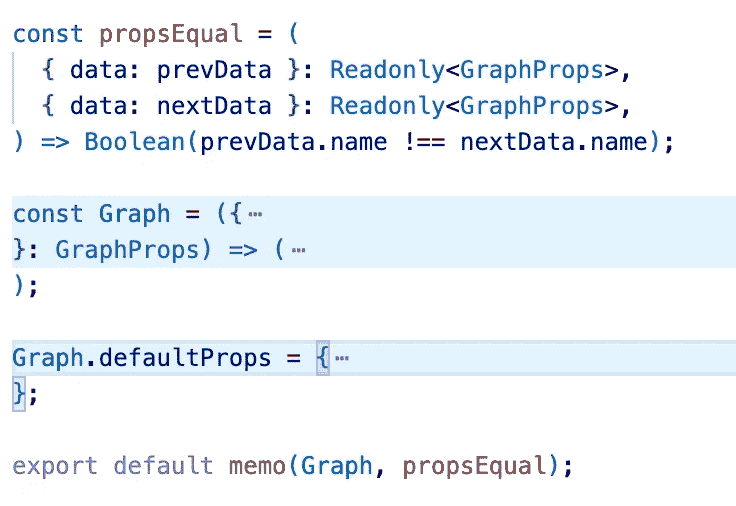 const propsEqual = (
{ data: prevData }: Readonly<GraphProps>,
{ data: nextData }: Readonly<GraphProps>,
) => Boolean(prevData.name !== nextData.name);
const Graph = ({⋯
}: GraphProps) => (⋯
);
Graph.defaultProps = {⋯
};
export default memo(Graph, propsEqual);